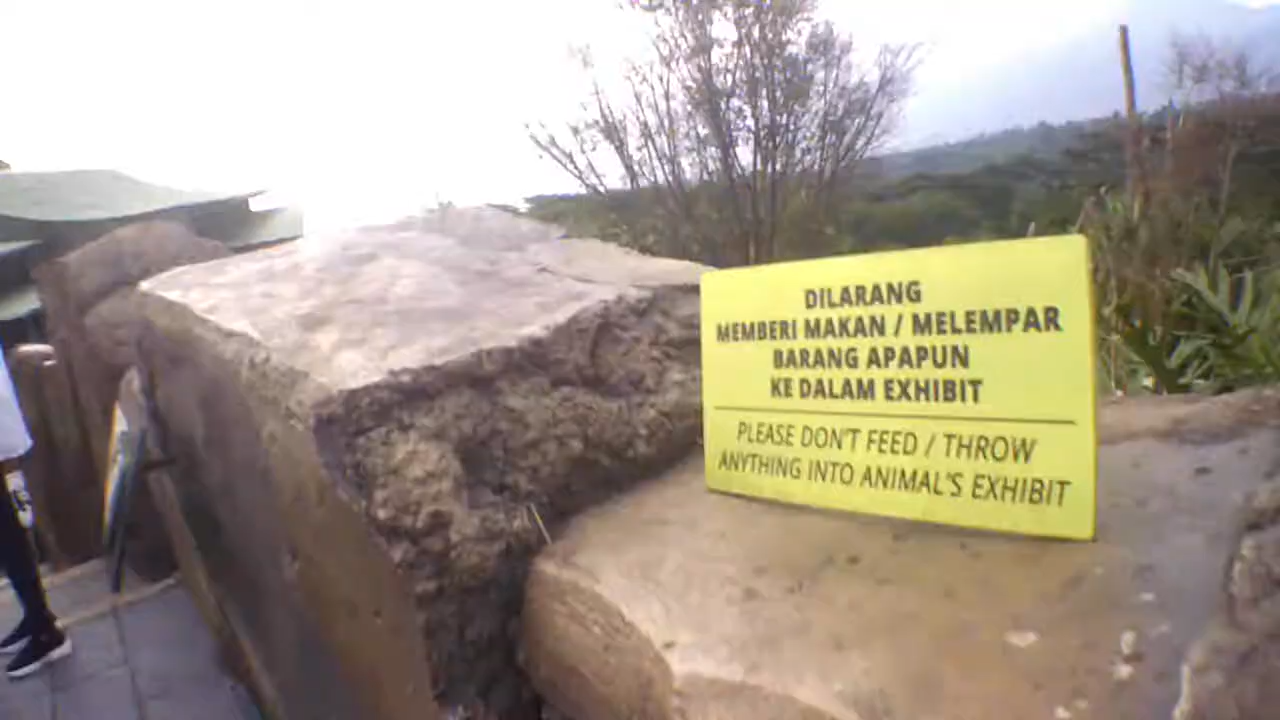 DILARANG
MEMBERI MAKAN / MELEMPAR
BARANG APAPUN
KE DALAM EXHIBIT
PLEASE DON'T FEED / THROW
ANYTHING INTO ANIMAL'S EXHIBIT